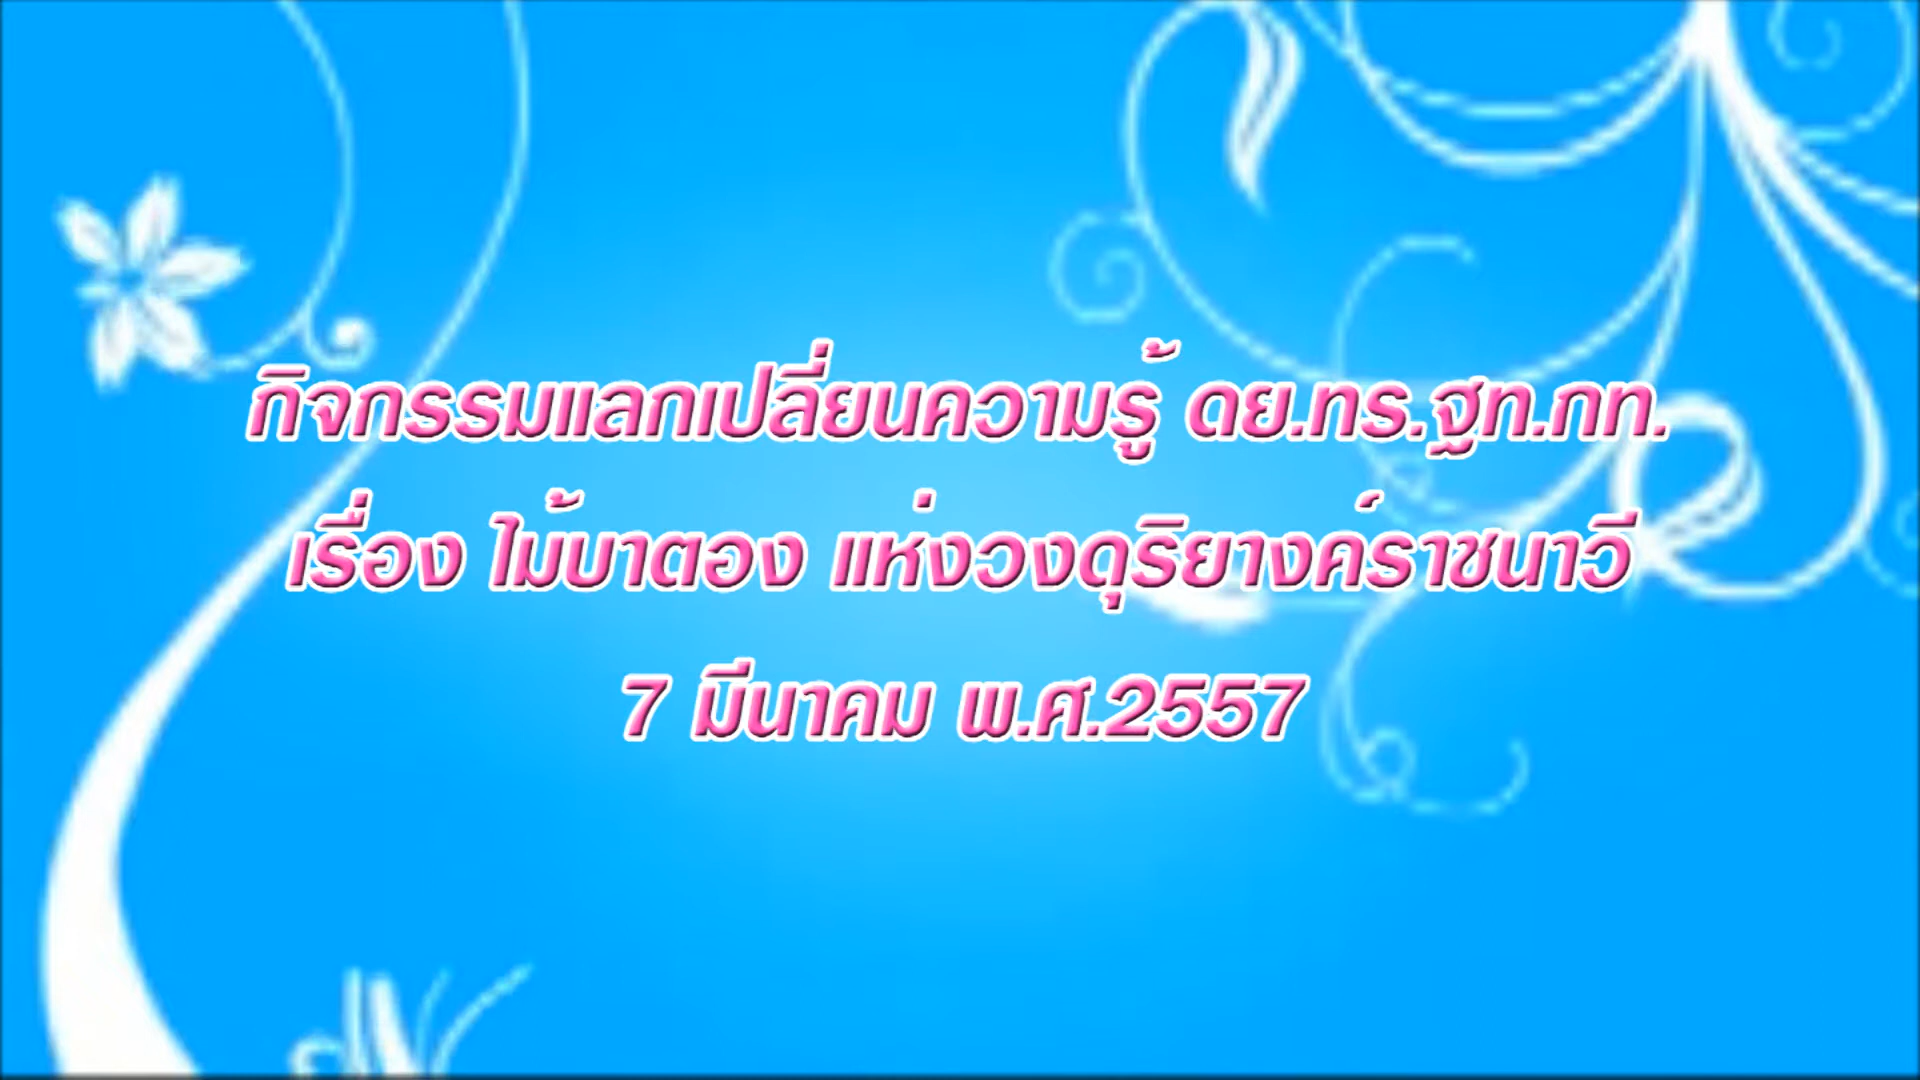 กิจกรรมแลกเปลี่ยนความรู้ ดย.ทร.ฐท.กท.
เรื่อง ไม้บาตอง แห่งวงดุริยางค์ราชนาวี
7 มีนาคม พ.ศ.2557